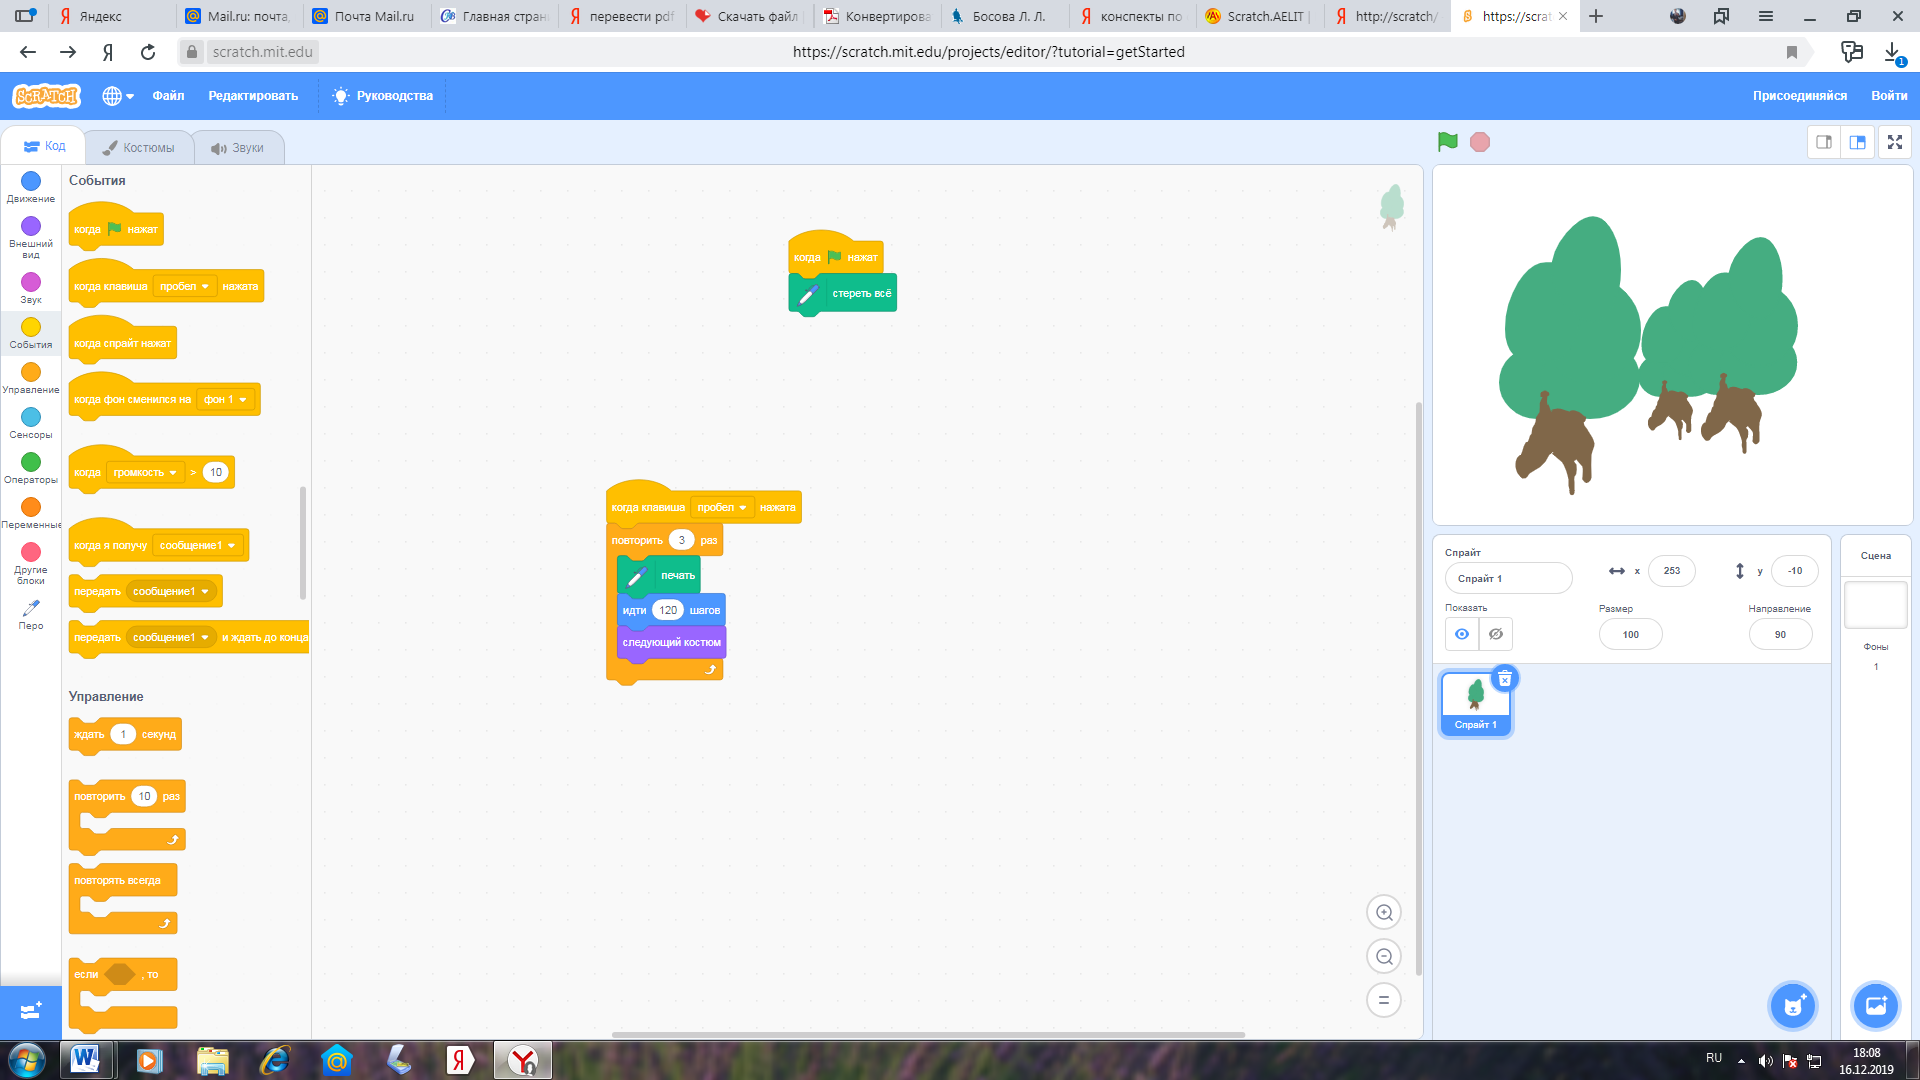 Яндекс
Mail.ru: почта,
Почта Mail.ru
Главная стран
перевести pdf
Скачать файл
Конвертирова
Босова Л. Л.
конспекты по
Scratch.AELIT |
http://scratch/
https://scrat
scratch.mit.edu
https://scratch.mit.edu/projects/editor/?tutorial=getStarted
1
SCRATCH
Файл
Редактировать
Руководства
Присоединяйся
Войти
Код
Костюмы
Звуки
Движение
Внешний
вид
Звук
События
Управление
Сенсоры
Операторы
Переменные
Другие
блоки
Перо
События
когда нажат
когда клавиша пробел нажата
когда спрайт нажат
когда фон сменился на фон 1
когда громкость > 10
когда я получу сообщение1
передать сообщение1
передать сообщение1 и ждать до конца
Управление
ждать 1 секунд
повторить 10 раз
повторять всегда
если , то
когда нажат
стереть всё
когда клавиша пробел нажата
повторить 3 раз
печать
идти 120 шагов
следующий костюм
Спрайт
Спрайт 1
x 253
y -10
Показать
Размер
100
Направление
90
Спрайт 1
Сцена
Фоны
1
RU
18:08
16.12.2019